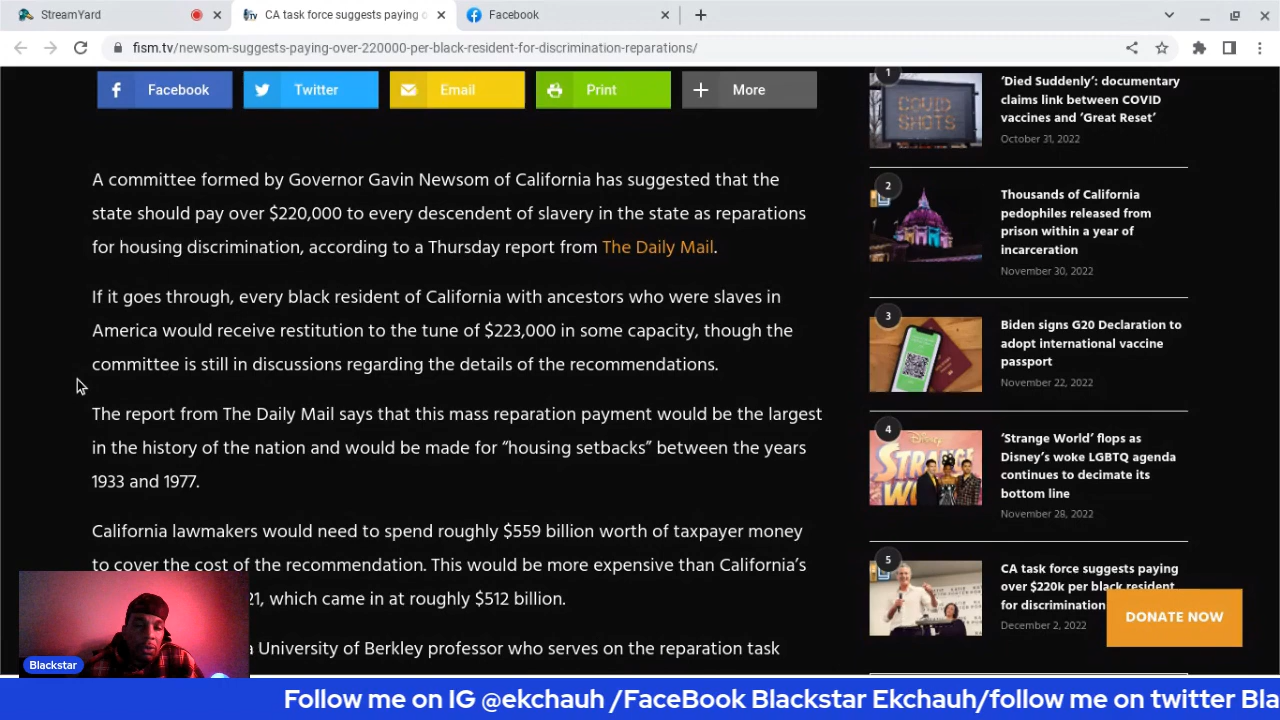 StreamYard
CA task force suggests paying o
Facebook
fism.tv/newsom-suggests-paying-over-220000-per-black-resident-for-discrimination-reparations/
Facebook
Twitter
Email
Print
More
A committee formed by Governor Gavin Newsom of California has suggested that the
state should pay over $220,000 to every descendent of slavery in the state as reparations
for housing discrimination, according to a Thursday report from The Daily Mail.
If it goes through, every black resident of California with ancestors who were slaves in
America would receive restitution to the tune of $223,000 in some capacity, though the
committee is still in discussions regarding the details of the recommendations.
The report from The Daily Mail says that this mass reparation payment would be the largest
in the history of the nation and would be made for “housing setbacks” between the years
1933 and 1977.
California lawmakers would need to spend roughly $559 billion worth of taxpayer money
to cover the cost of the recommendation. This would be more expensive than California’s
21, which came in at roughly $512 billion.
a University of Berkley professor who serves on the reparation task
1
COVID
SHOTS
‘Died Suddenly’: documentary
claims link between COVID
vaccines and ‘Great Reset’
October 31, 2022
2
Thousands of California
pedophiles released from
prison within a year of
incarceration
November 30, 2022
3
Biden signs G20 Declaration to
adopt international vaccine
passport
November 22, 2022
4
Disney
STRANGE
WO
‘Strange World’ flops as
Disney’s woke LGBTQ agenda
continues to decimate its
bottom line
November 28, 2022
5
CA task force suggests paying
over $220k per black resident
for discrimination
December 2, 2022
DONATE NOW
Blackstar
Follow me on IG @ekchauh /FaceBook Blackstar Ekchauh/follow me on twitter Bla